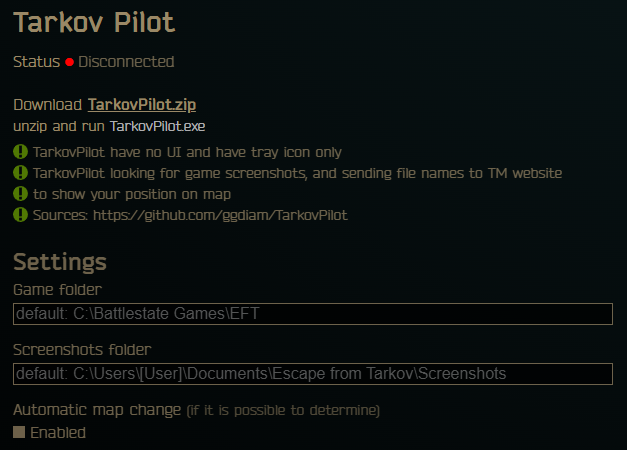 Tarkov Pilot
Status Disconnected
Download TarkovPilot.zip
unzip and run TarkovPilot.exe
TarkovPilot have no UI and have tray icon only
TarkovPilot looking for game screenshots, and sending file names to TM website
to show your position on map
Sources: https://github.com/ggdiam/TarkovPilot
Settings
Game folder
default: C:\Battlestate Games\EFT
Screenshots folder
default: C:\Users\[User]\Documents\Escape from Tarkov\Screenshots
Automatic map change (if it is possible to determine)
Enabled